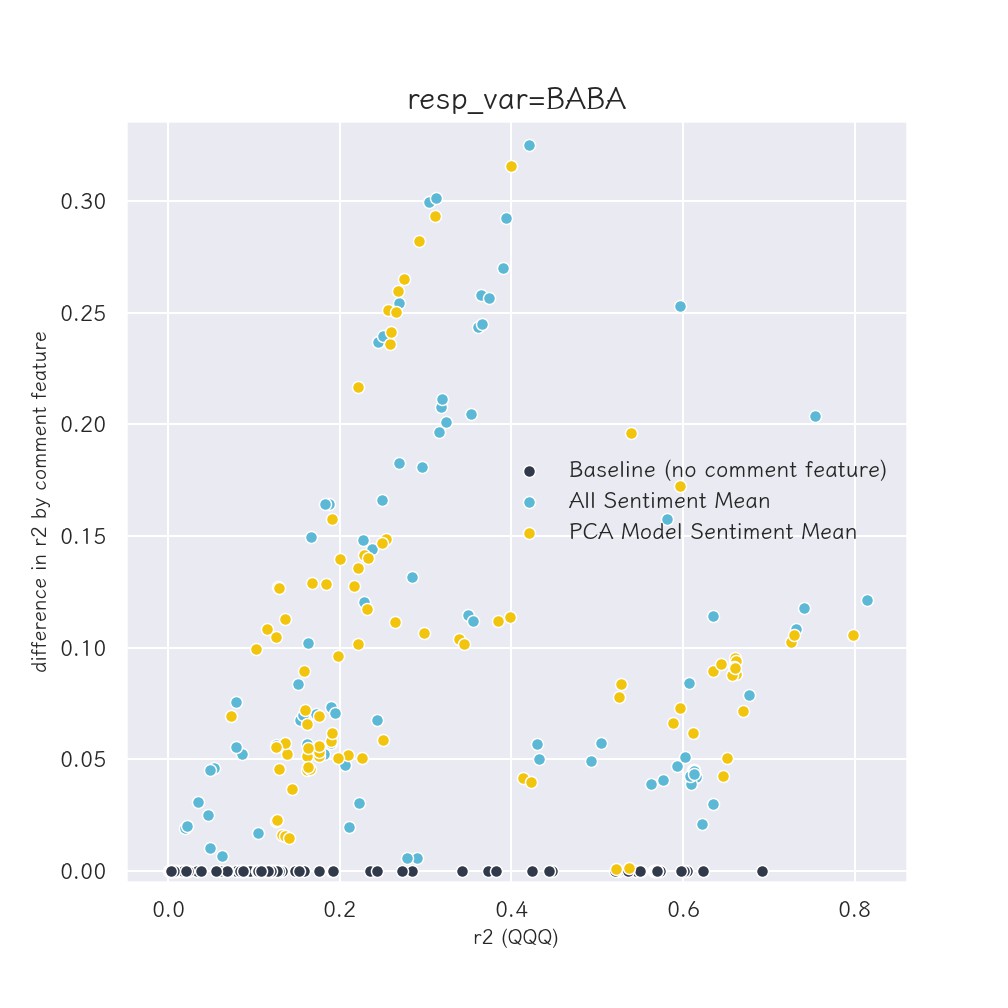 resp_var=BABA
difference in r2 by comment feature
0.30
0.25
0.20
0.15
0.10
0.05
0.00
Baseline (no comment feature)
All Sentiment Mean
PCA Model Sentiment Mean
0.0 0.2 0.4 0.6 0.8
r2 (QQQ)